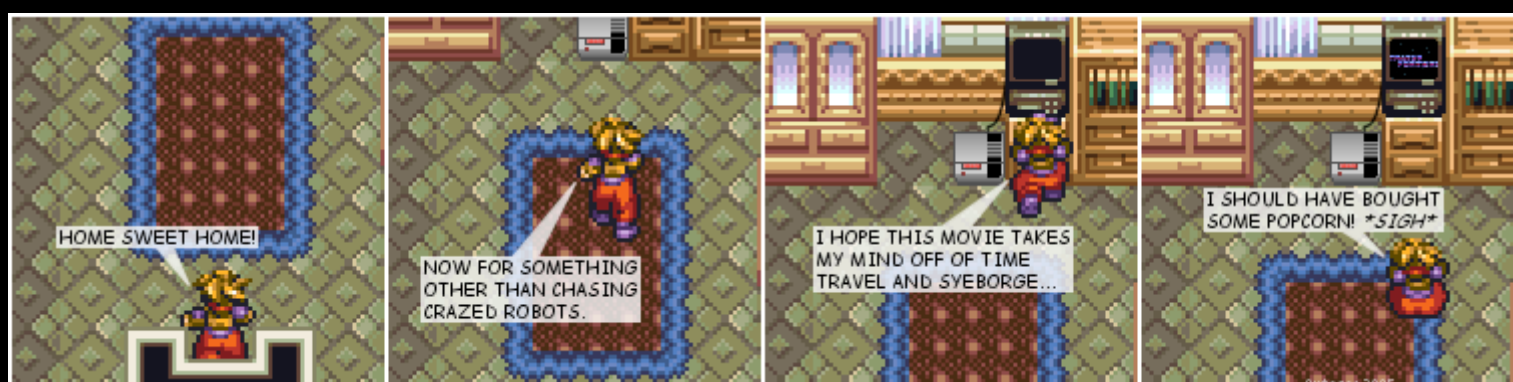 HOME SWEET HOME!
NOW FOR SOMETHING
OTHER THAN CHASING
CRAZED ROBOTS.
I HOPE THIS MOVIE TAKES
MY MIND OFF OF TIME
TRAVEL AND SYEBORGE...
I SHOULD HAVE BOUGHT
SOME POPCORN! *SIGH*